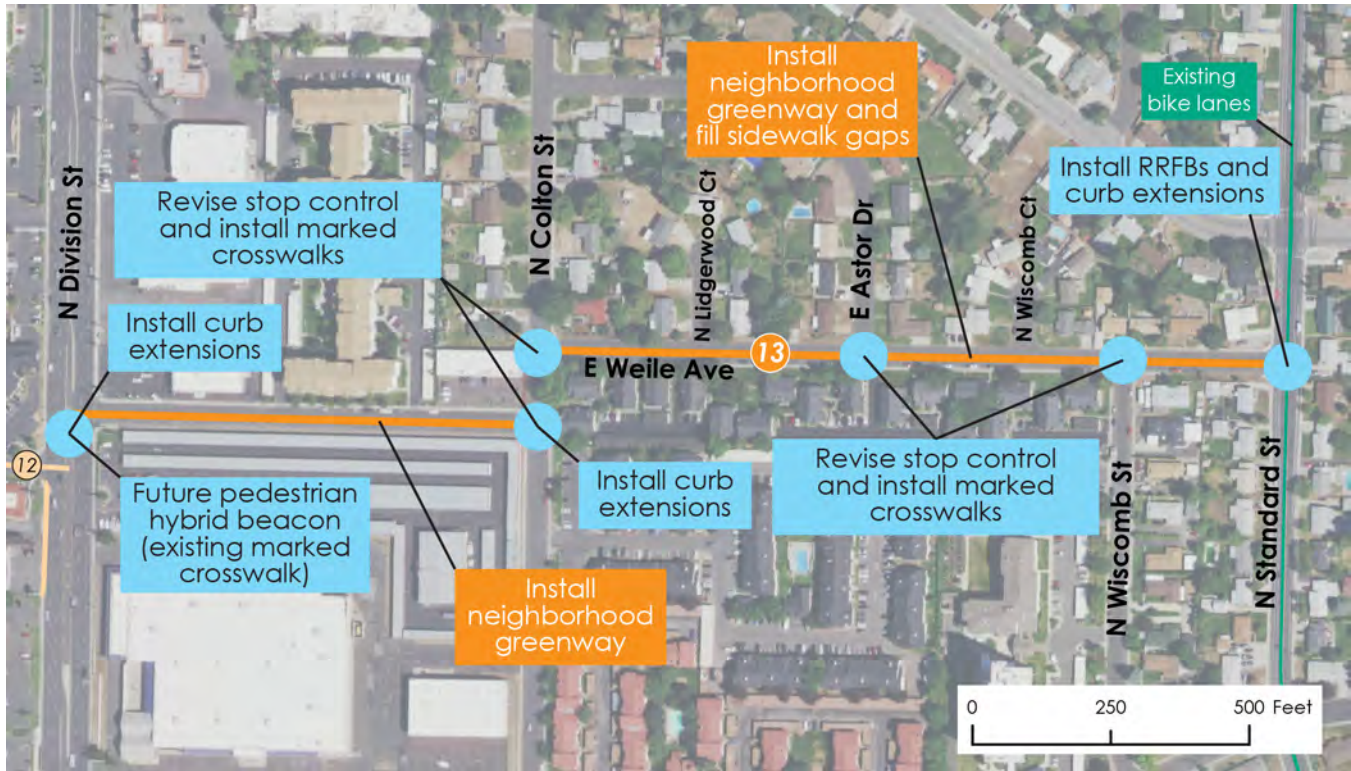 Install
neighborhood
greenway and
fill sidewalk gaps
Existing
bike lanes
Install RRFBs and
curb extensions
Revise stop control
and install marked
crosswalks
N Division St
N Colton St
N Lidgerwood Ct
E Astor Dr
N Wiscomb Ct
Install curb
extensions
E Weile Ave
13
12
Future pedestrian
hybrid beacon
(existing marked
crosswalk)
Install curb
extensions
Revise stop control
and install marked
crosswalks
N Wiscomb St
N Standard St
Install
neighborhood
greenway
0 250 500 Feet